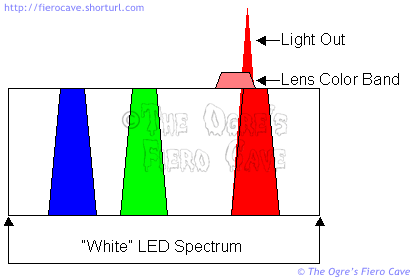 http://fierocave.shorturl.com/
Light Out
Lens Color Band
© The Ogre's
Fiero Cave
"White" LED Spectrum
© The Ogre's Fiero Cave